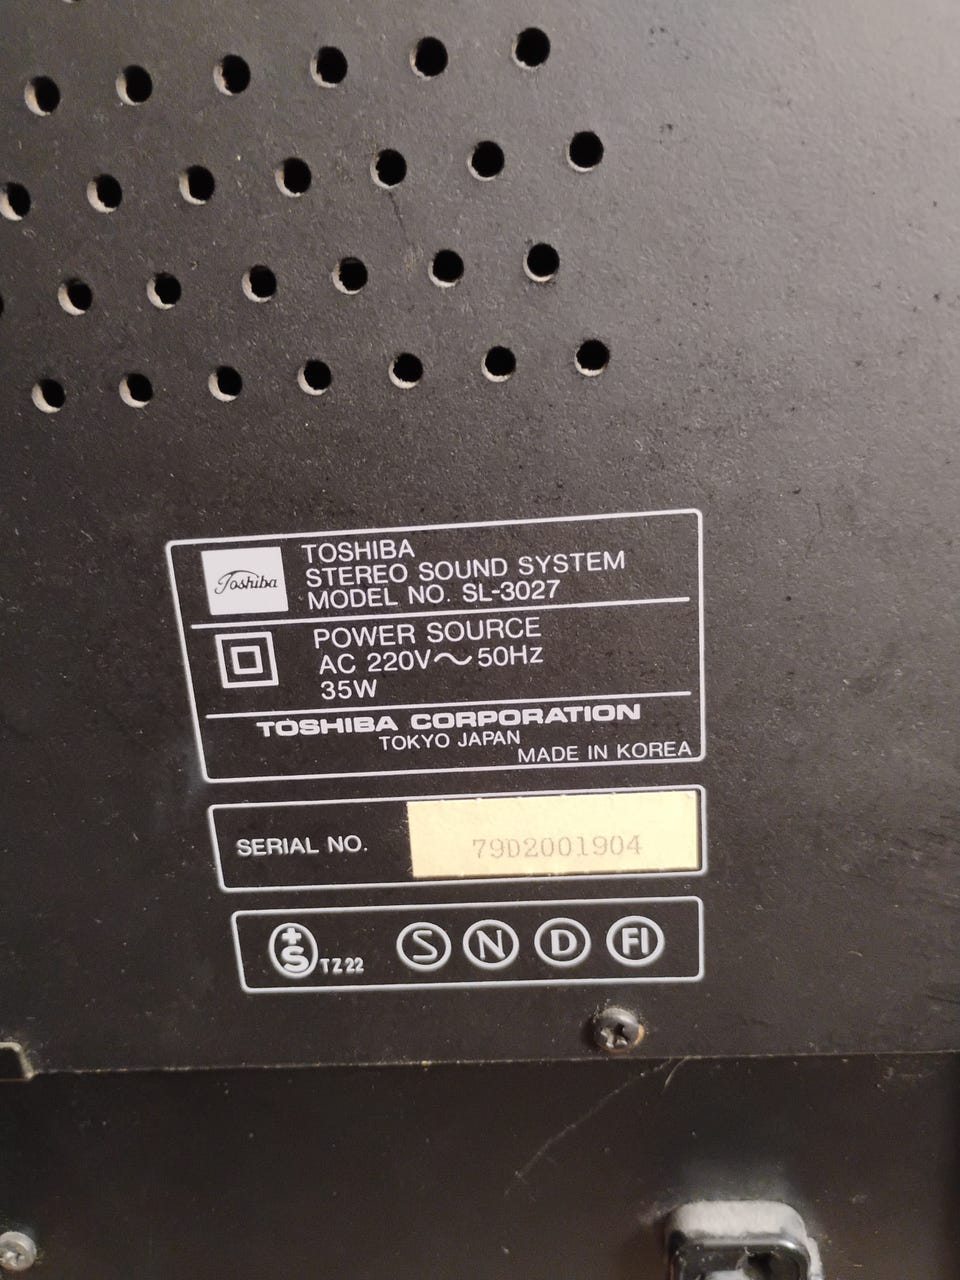 Toshiba
TOSHIBA
STEREO SOUND SYSTEM
MODEL NO. SL-3027
POWER SOURCE
AC 220V～50Hz
35W
TOSHIBA CORPORATION
TOKYO JAPAN
MADE IN KOREA
SERIAL NO. 79D2001904
+S TZ22 S N D FI